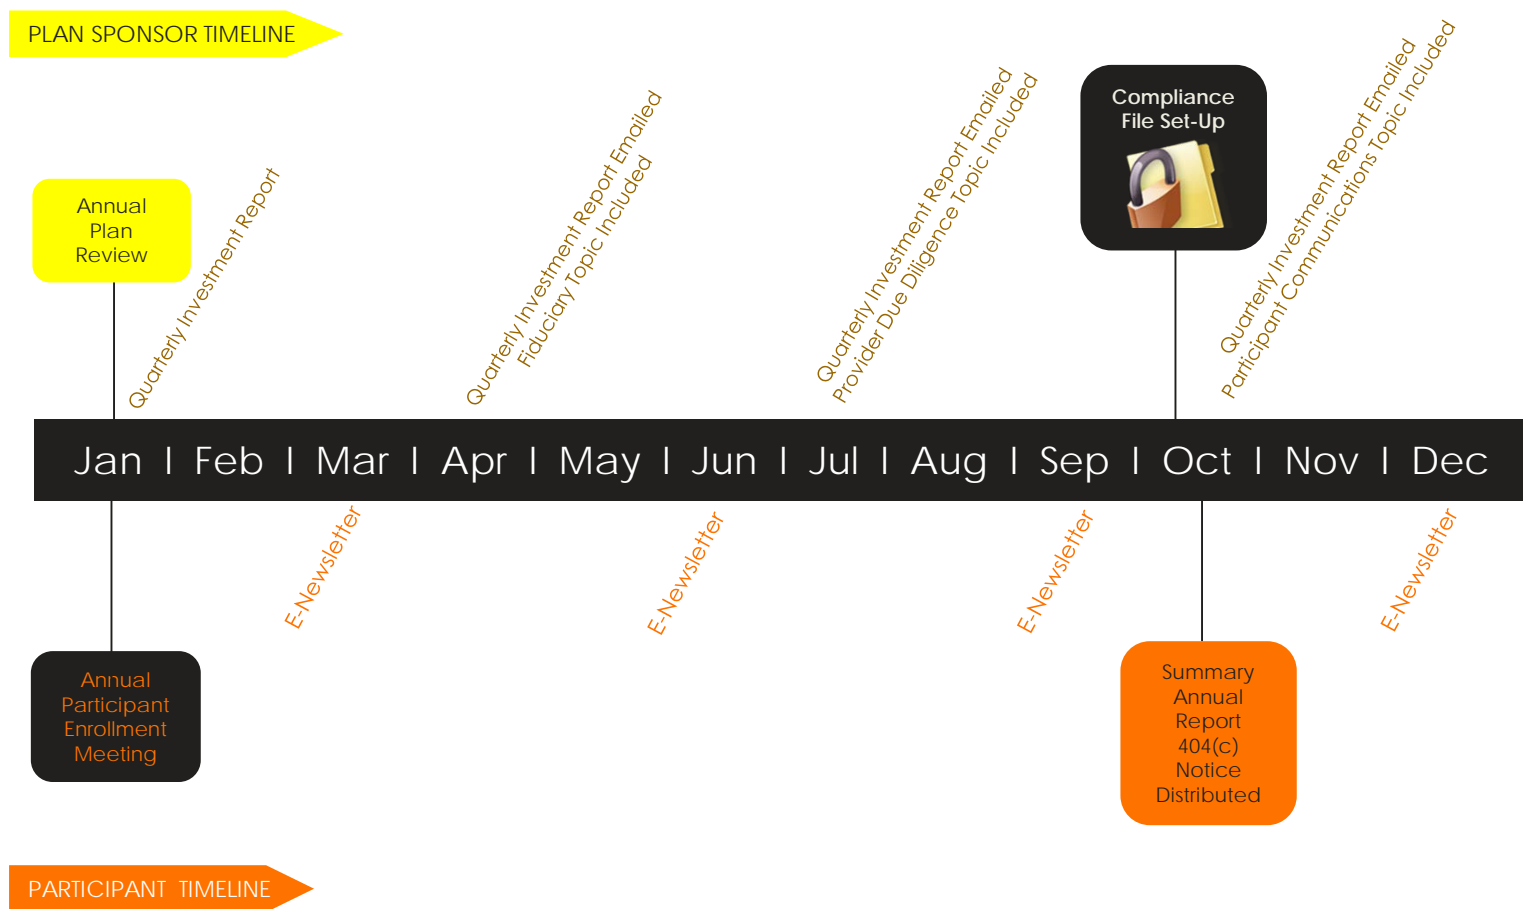 PLAN SPONSOR TIMELINE
Annual
Plan
Review
Quarterly Investment Report
Quarterly Investment Report Emailed
Fiduciary Topic Included
Quarterly Investment Report Emailed
Provider Due Diligence Topic Included
Compliance
File Set-Up
Quarterly Investment Report Emailed
Participant Communications Topic Included
Jan I Feb I Mar I Apr I May I Jun I Jul I Aug I Sep I Oct I Nov I Dec
E-Newsletter
E-Newsletter
E-Newsletter
E-Newsletter
Annual
Participant
Enrollment
Meeting
Summary
Annual
Report
404(c)
Notice
Distributed
PARTICIPANT TIMELINE